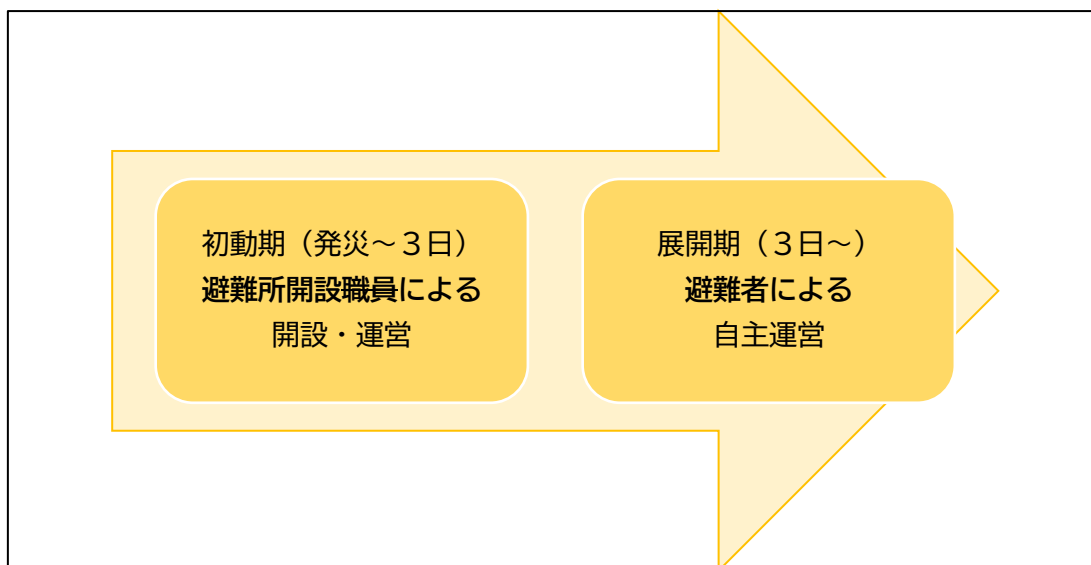 初動期（発災～３日）
避難所開設職員による
開設・運営
展開期（３日～）
避難者による
自主運営